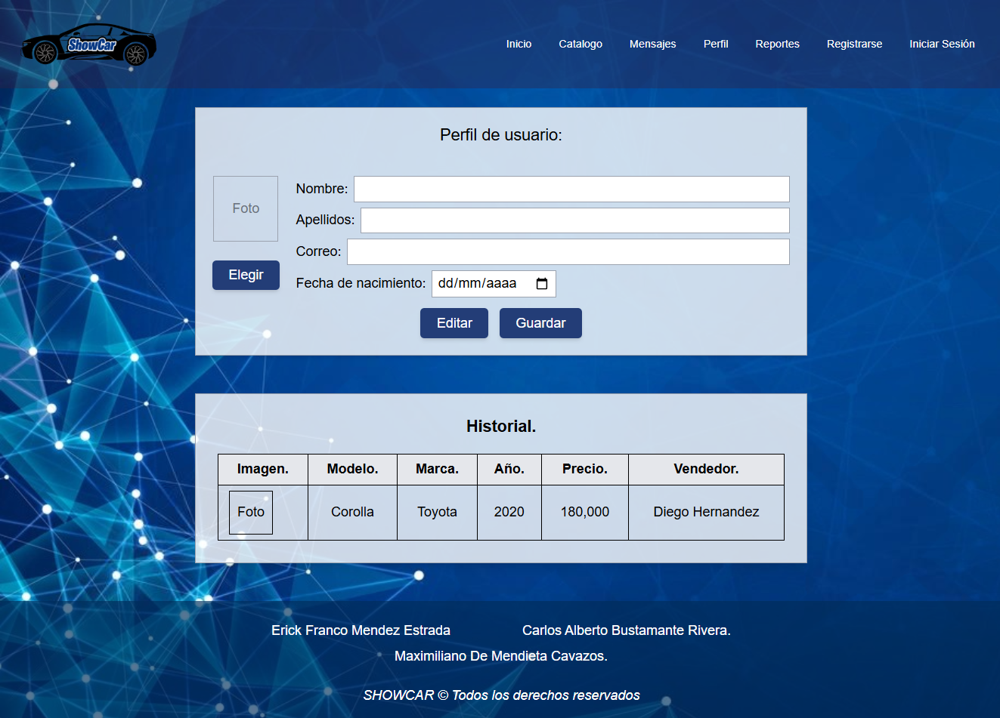 ShowCar
Inicio Catalogo Mensajes Perfil Reportes Registrarse Iniciar Sesión
Perfil de usuario:
Foto
Elegir
Nombre:
Apellidos:
Correo:
Fecha de nacimiento: dd/mm/aaaa
Editar Guardar
Historial.
Imagen. Modelo. Marca. Año. Precio. Vendedor.
Foto Corolla Toyota 2020 180,000 Diego Hernandez
Erick Franco Mendez Estrada Carlos Alberto Bustamante Rivera.
Maximiliano De Mendieta Cavazos.
SHOWCAR © Todos los derechos reservados